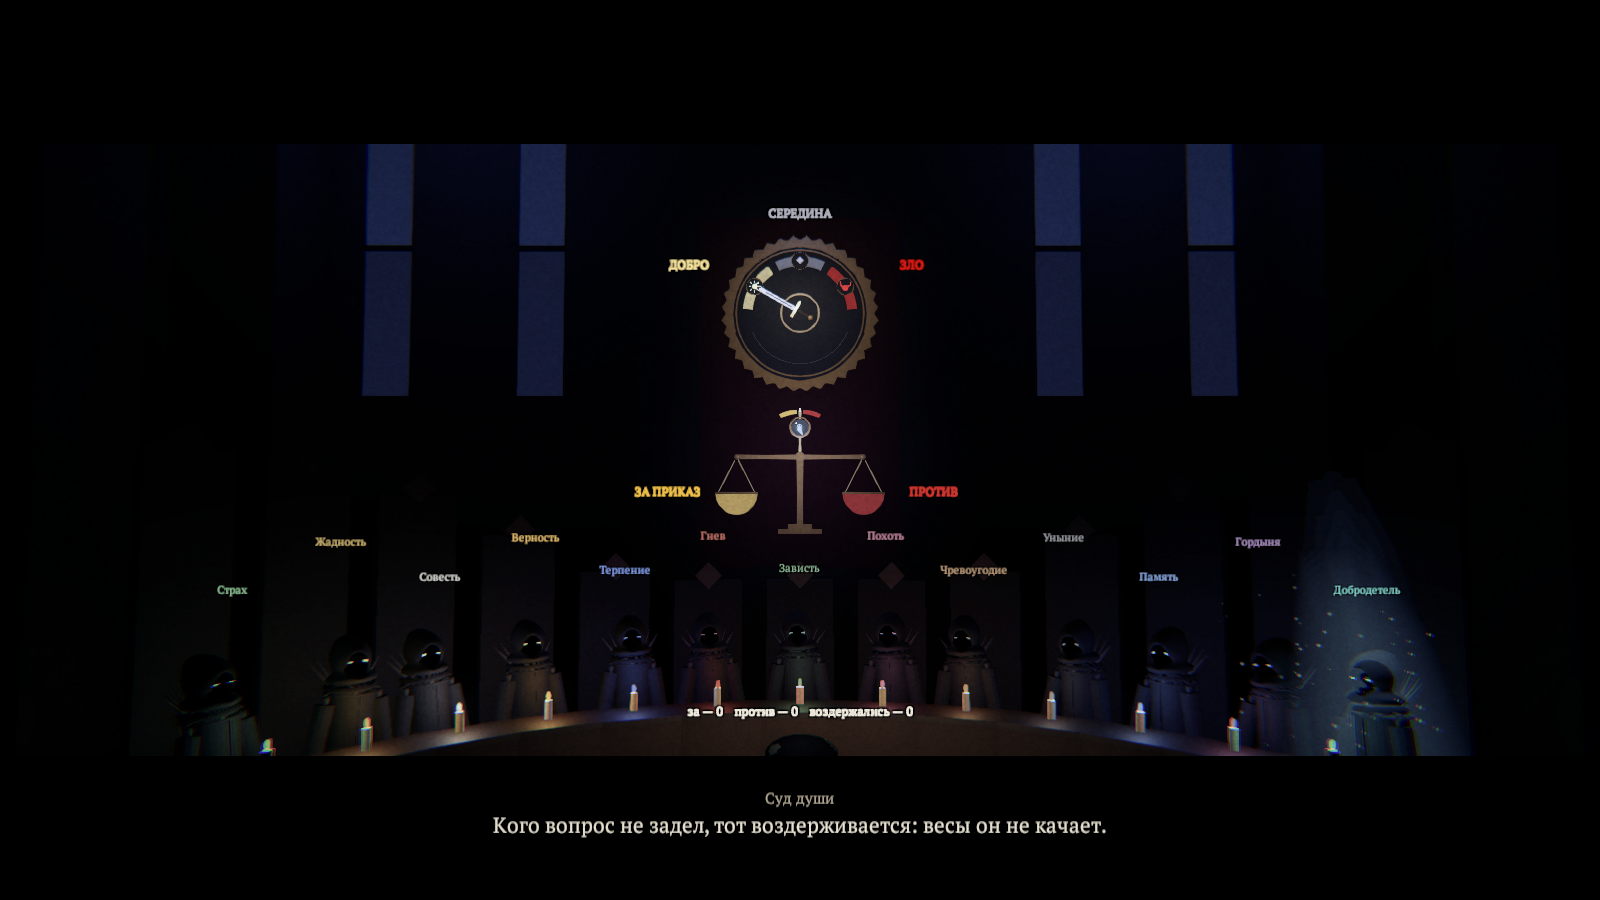 СЕРЕДИНА
ДОБРО
ЗЛО
ЗА ПРИКАЗ
ПРОТИВ
Жадность
Верность
Гнев
Похоть
Уныние
Гордыня
Страх
Совесть
Терпение
Зависть
Чревоугодие
Память
Добродетель
за — 0 против — 0 воздержались — 0
Суд души
Кого вопрос не задел, тот воздерживается: весы он не качает.